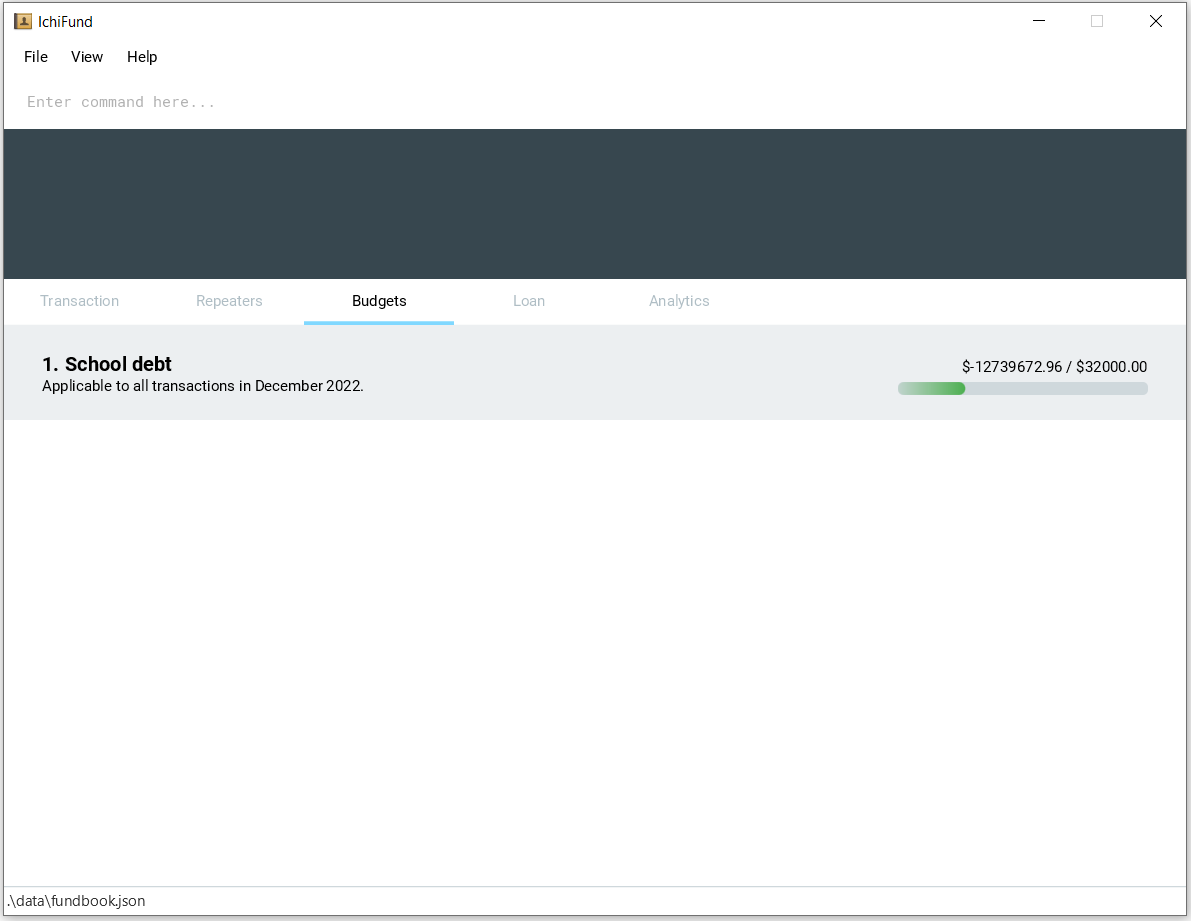 IchiFund
File View Help
Enter command here...
Transaction Repeaters Budgets Loan Analytics
1. School debt
$-12739672.96 / $32000.00
Applicable to all transactions in December 2022.
.\data\fundbook.json